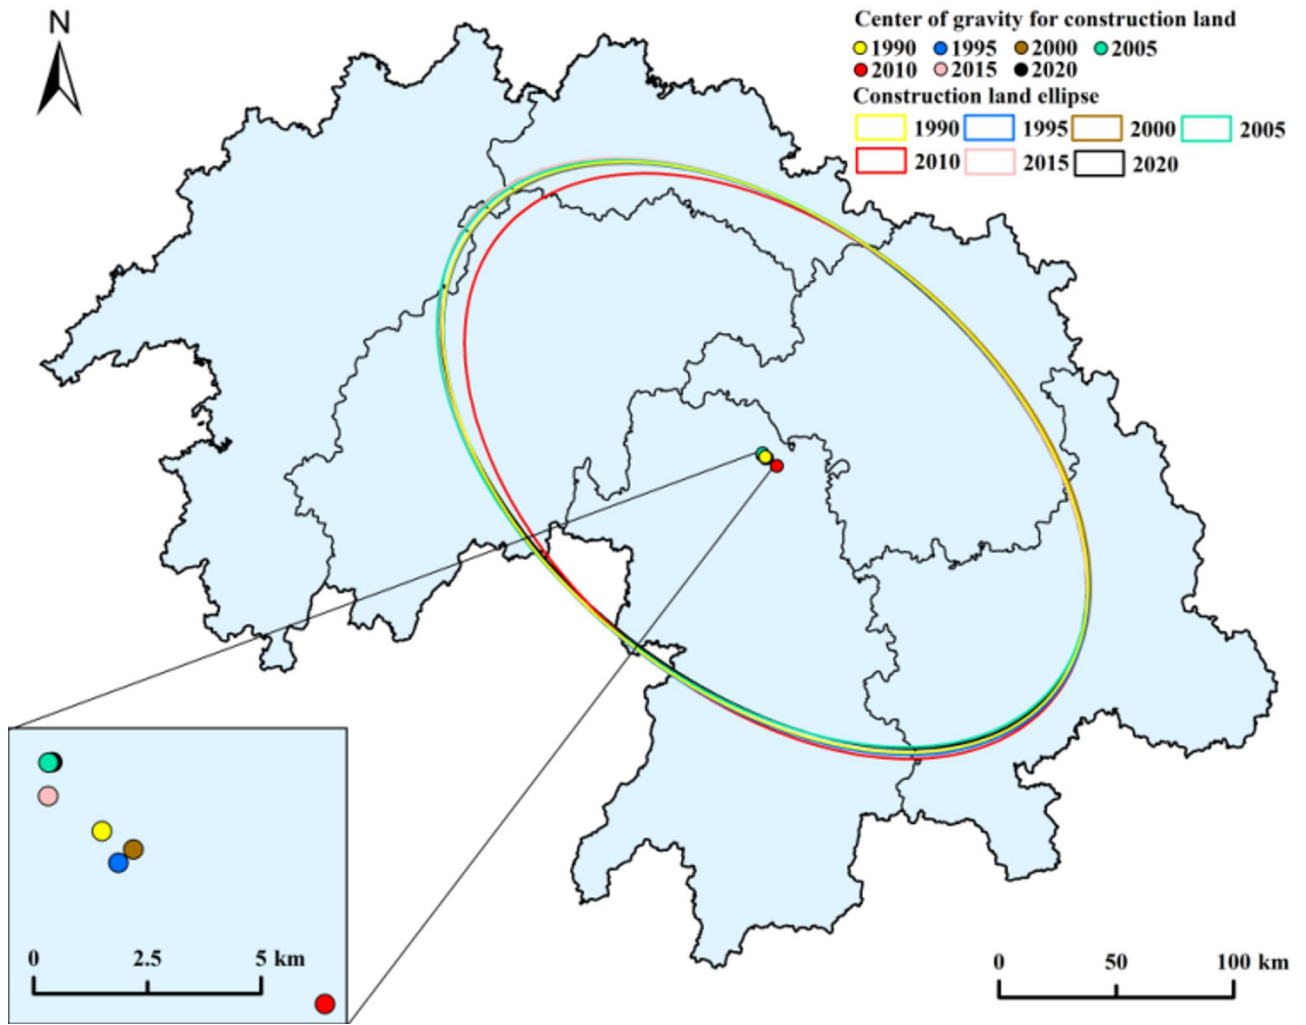 N
Center of gravity for construction land
1990 1995 2000 2005
2010 2015 2020
Construction land ellipse
1990 1995 2000 2005
2010 2015 2020
0 2.5 5 km
0 50 100 km